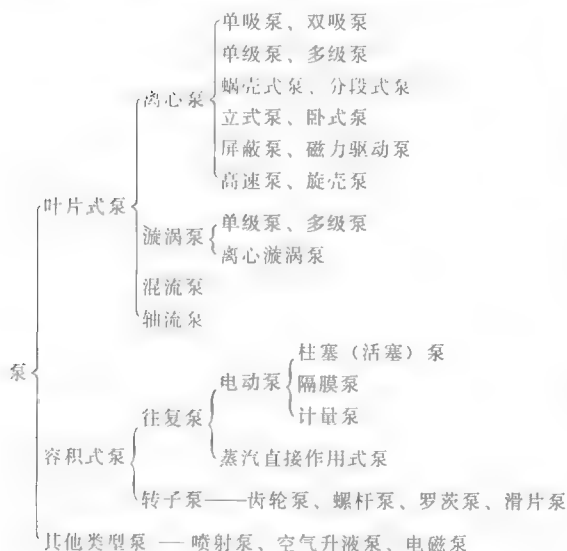 单吸泵、双吸泵
单级泵、多级泵
离心泵
蜗壳式泵、分段式泵
立式泵、卧式泵
屏蔽泵、磁力驱动泵
高速泵、旋壳泵
叶片式泵
单级泵、多级泵
漩涡泵
离心漩涡泵
混流泵
轴流泵
泵
柱塞（活塞）泵
电动泵
隔膜泵
计量泵
往复泵
蒸汽直接作用式泵
容积式泵
转子泵——齿轮泵、螺杆泵、罗茨泵、滑片泵
其他类型泵 — 喷射泵、空气升液泵、电磁泵